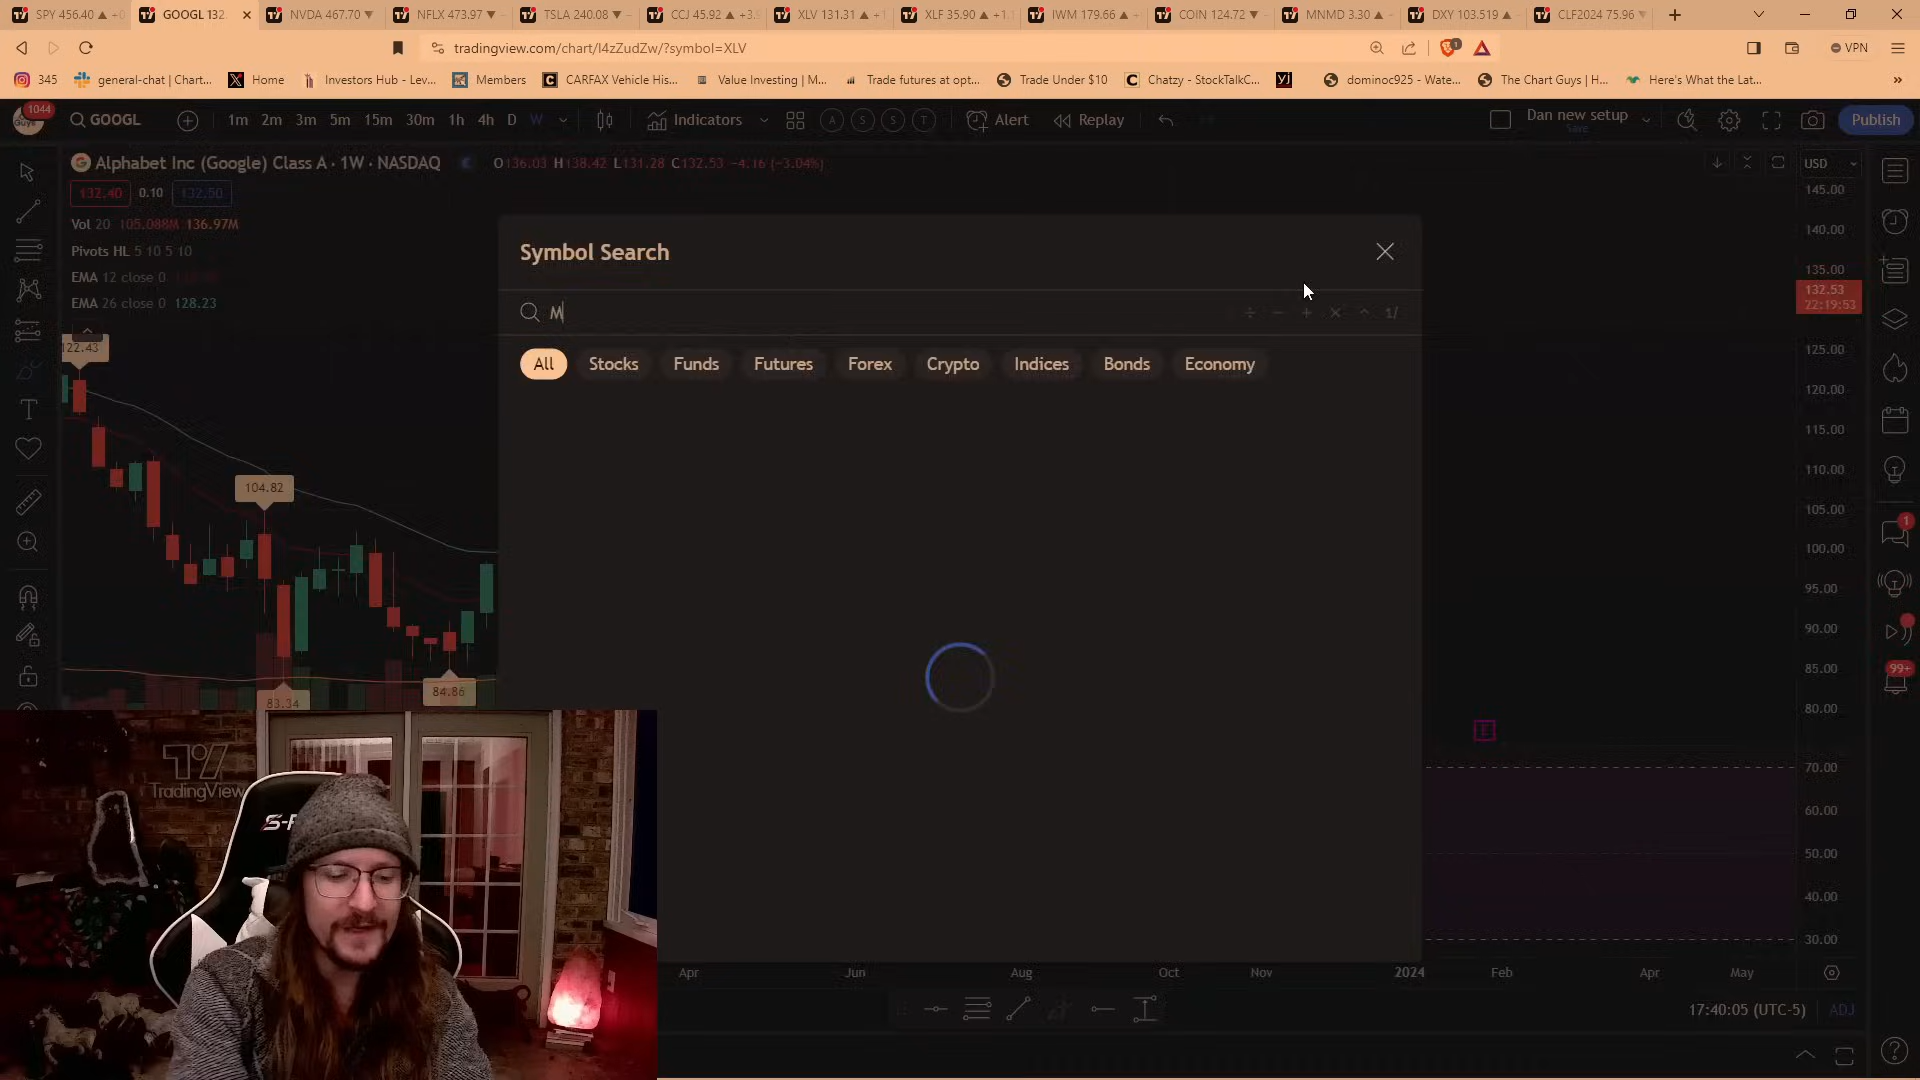 SPY 456.40 ▲ +0 GOOGL 132. NVDA 467.70 ▼ NFLX 473.97 ▼ − TSLA 240.08 ▼ − CCJ 45.92 ▲ +3. XLV 131.31 ▲ +1 XLF 35.90 ▲ +1. IWM 179.66 ▲ + COIN 124.72 ▼ MNMD 3.30 ▲ DXY 103.519 ▲ CLF2024 75.96 ▼
tradingview.com/chart/I4zZudZw/?symbol=XLV
1
VPN
345 general-chat | Chart... Home Investors Hub - Lev... Members CARFAX Vehicle His... Value Investing | M... Trade futures at opt... Trade Under $10 Chatzy - StockTalkC... dominoc925 - Wate... The Chart Guys | H... Here's What the Lat... »
1044
GOOGL 1m 2m 3m 5m 15m 30m 1h 4h D W Indicators A S S T Alert Replay Dan new setup Publish
Save
Alphabet Inc (Google) Class A · 1W · NASDAQ O136.03 H138.42 L131.28 C132.53 −4.16 (−3.04%) USD
132.40 0.10 132.50
Vol 20 105.088M 136.97M
Pivots HL 5 10 5 10
EMA 12 close 0
EMA 26 close 0 128.23
122.43
104.82
83.34
84.86
Symbol Search
M 1/
All Stocks Funds Futures Forex Crypto Indices Bonds Economy
145.00
140.00
135.00
132.53
22:19:53
125.00
120.00
115.00
110.00
105.00
100.00
95.00
90.00
85.00
80.00
70.00
60.00
50.00
40.00
30.00
1
99+
E
TradingView
Apr Jun Aug Oct Nov 2024 Feb Apr May
17:40:05 (UTC-5) ADJ